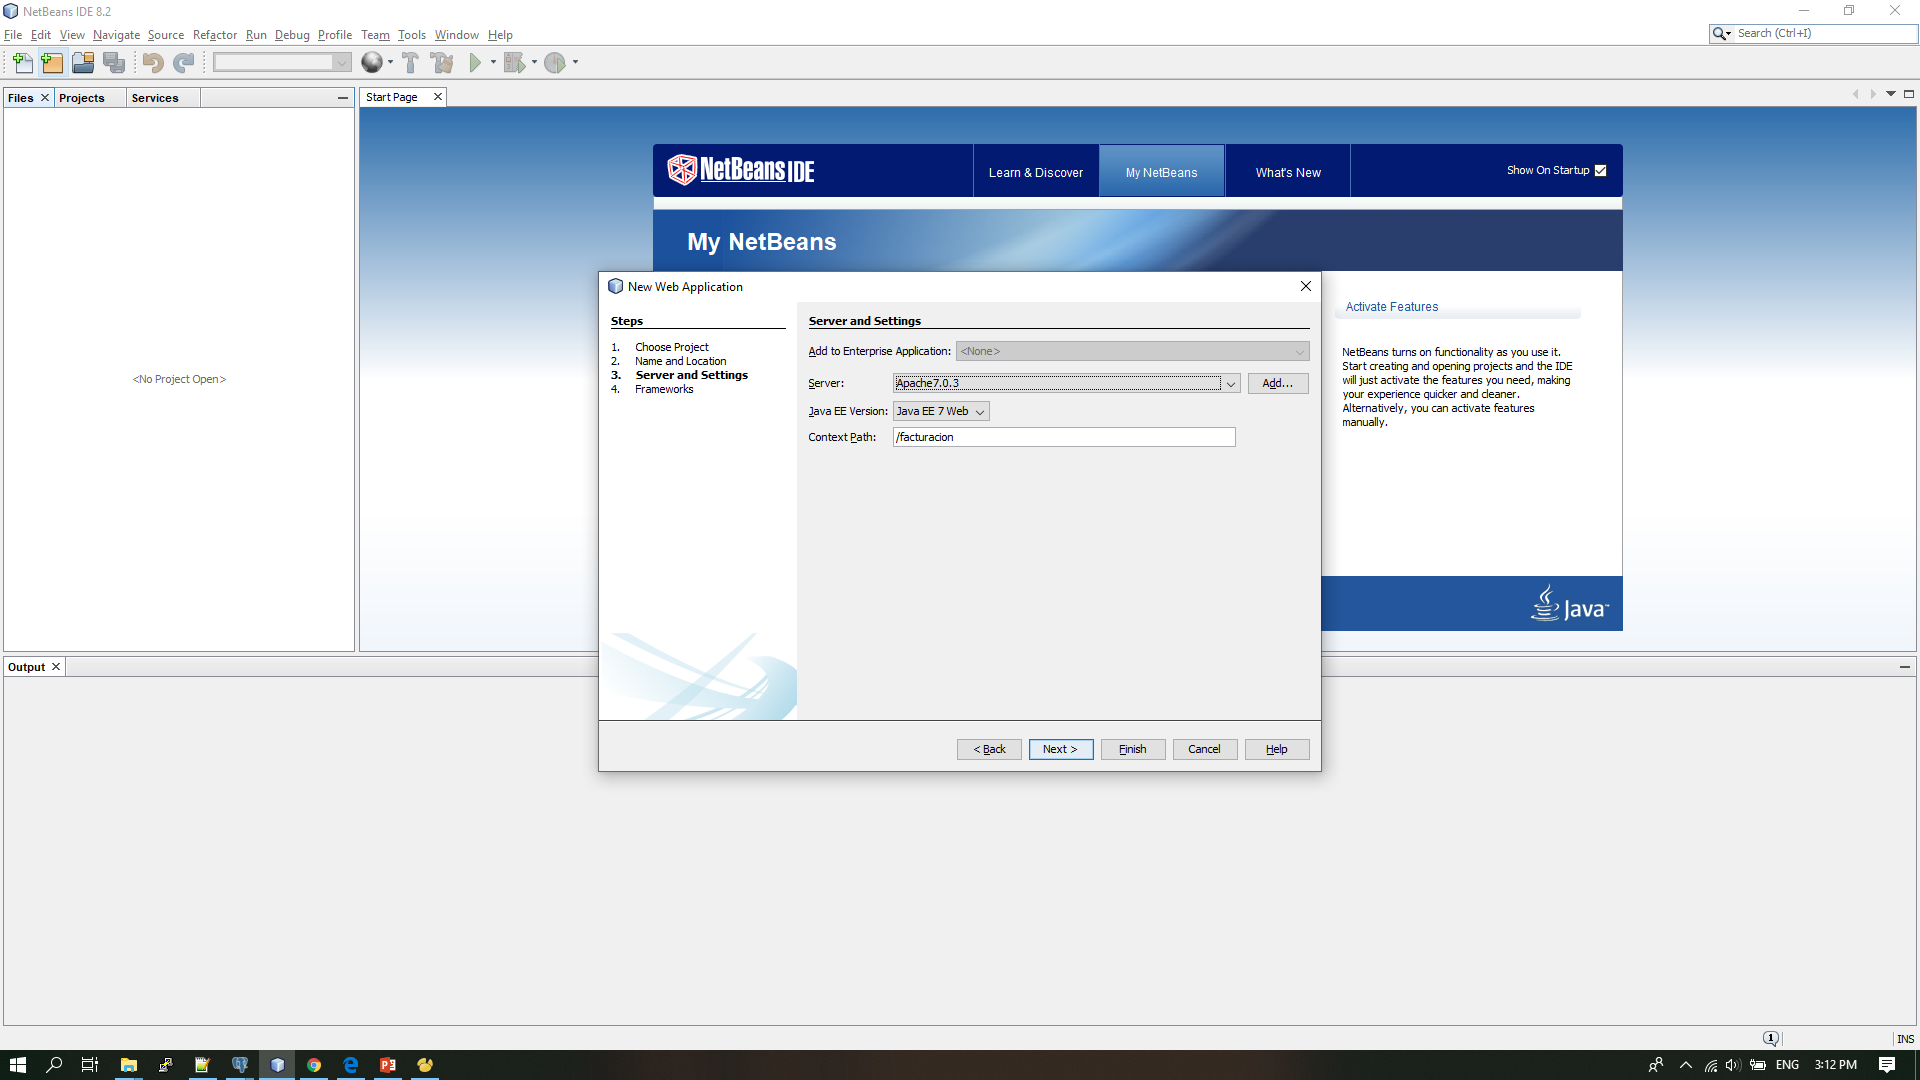 NetBeans IDE 8.2
File Edit View Navigate Source Refactor Run Debug Profile Team Tools Window Help
Search (Ctrl+I)
Files Projects Services
Start Page
<No Project Open>
NetBeans IDE
Learn & Discover
My NetBeans
What's New
Show On Startup
My NetBeans
New Web Application
Steps
1. Choose Project
2. Name and Location
3. Server and Settings
4. Frameworks
Server and Settings
Add to Enterprise Application: <None>
Server: Apache7.0.3 Add...
Java EE Version: Java EE 7 Web
Context Path: /facturacion
< Back Next > Finish Cancel Help
Activate Features
NetBeans turns on functionality as you use it.
Start creating and opening projects and the IDE
will just activate the features you need, making
your experience quicker and cleaner.
Alternatively, you can activate features
manually.
Java™
Output
1
INS
ENG
3:12 PM